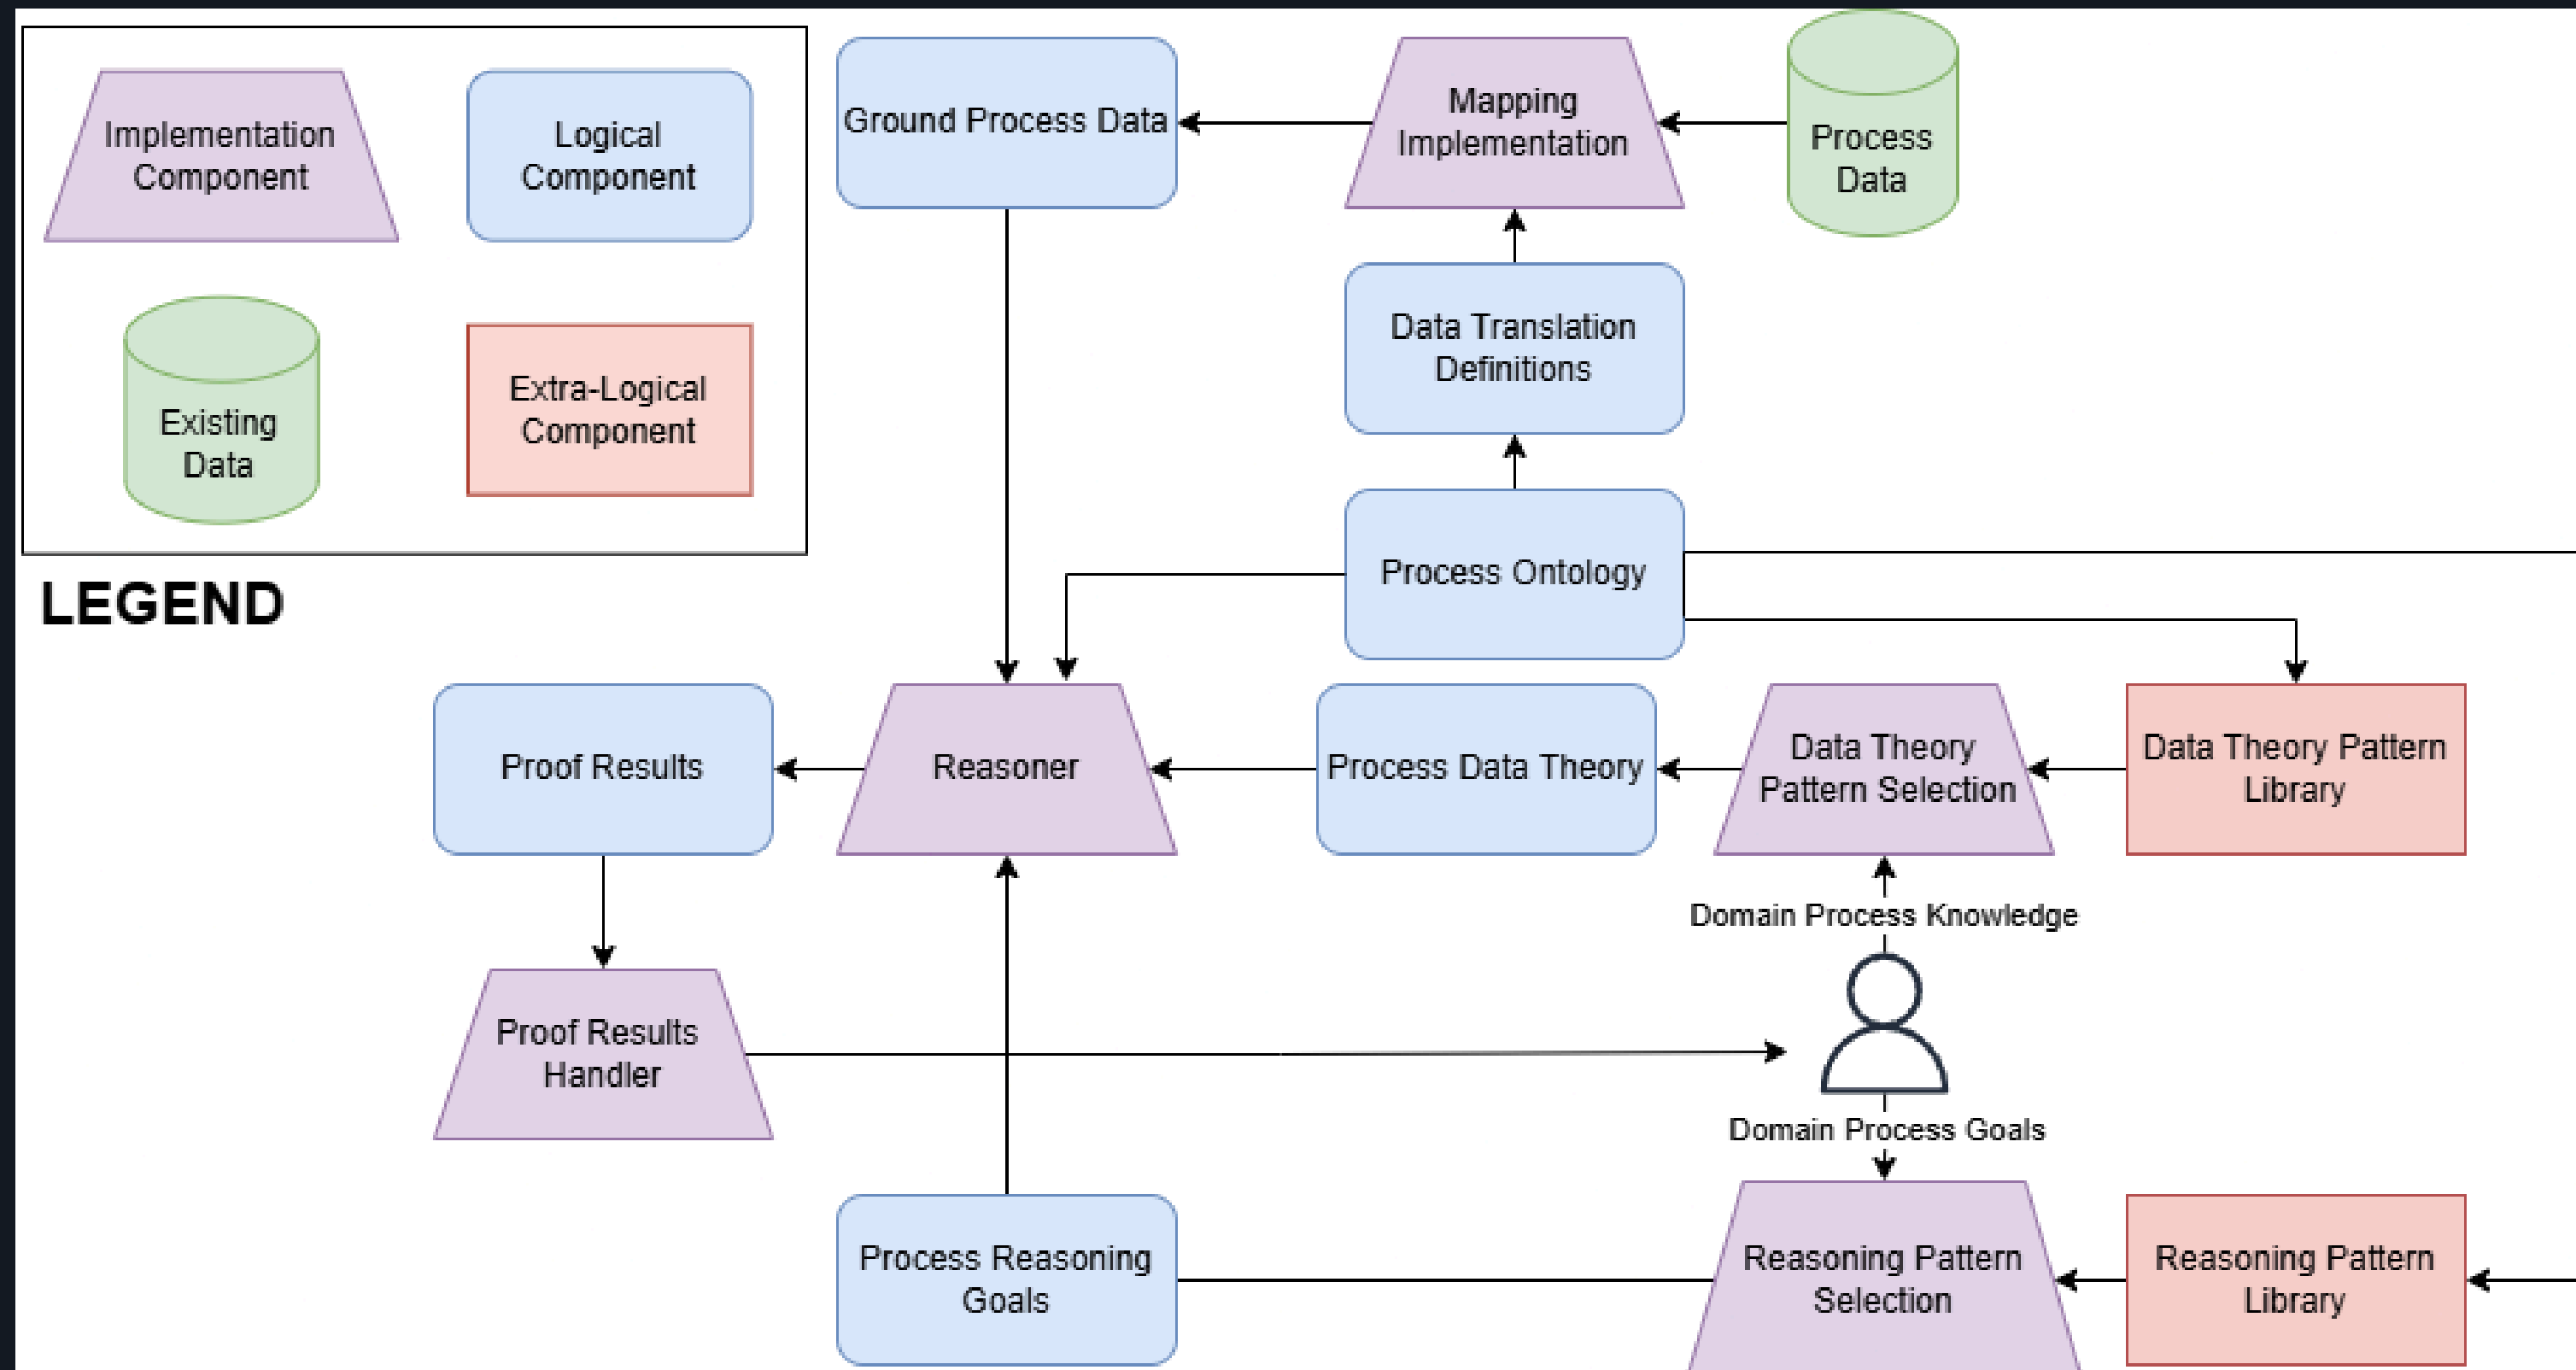 Implementation
Component
Logical
Component
Existing
Data
Extra-Logical
Component
LEGEND
Ground Process Data
Mapping
Implementation
Process
Data
Data Translation
Definitions
Process Ontology
Proof Results
Reasoner
Process Data Theory
Data Theory
Pattern Selection
Data Theory Pattern
Library
Domain Process Knowledge
Proof Results
Handler
Domain Process Goals
Process Reasoning
Goals
Reasoning Pattern
Selection
Reasoning Pattern
Library